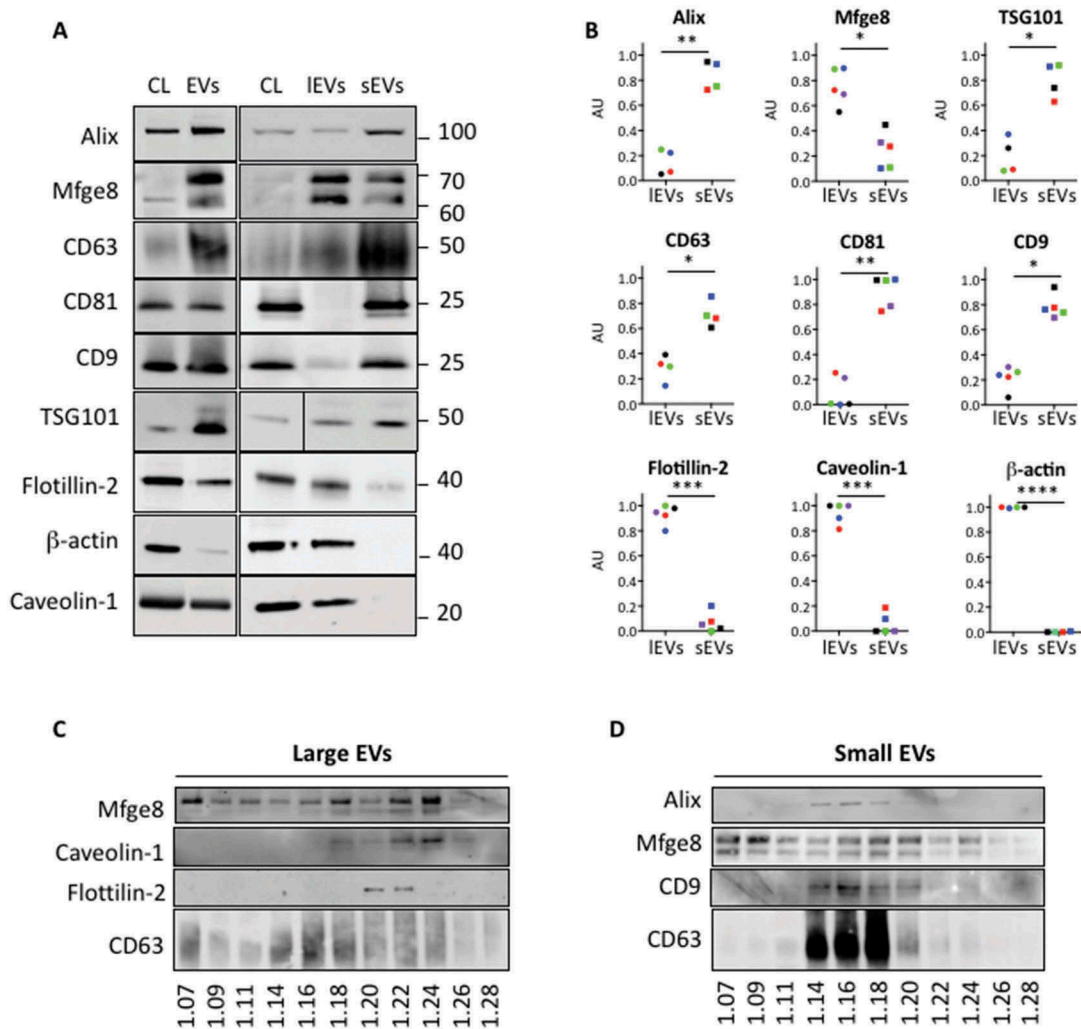 A
CL EVs CL lEVs sEVs
Alix 100
Mfge8 70
60
CD63 50
CD81 25
CD9 25
TSG101 50
Flotillin-2 40
β-actin 40
Caveolin-1 20
B
Alix Mfge8 TSG101
** * *
AU 1.0 0.8 0.6 0.4 0.2 0.0 AU 1.0 0.8 0.6 0.4 0.2 0.0 AU 1.0 0.8 0.6 0.4 0.2 0.0
lEVs sEVs lEVs sEVs lEVs sEVs
CD63 CD81 CD9
* ** *
AU 1.0 0.8 0.6 0.4 0.2 0.0 1.0 0.8 0.6 0.4 0.2 0.0 1.0 0.8 0.6 0.4 0.2 0.0
lEVs sEVs lEVs sEVs lEVs sEVs
Flotillin-2 Caveolin-1 β-actin
*** *** ****
AU 1.0 0.8 0.6 0.4 0.2 0.0 1.0 0.8 0.6 0.4 0.2 0.0 1.0 0.8 0.6 0.4 0.2 0.0
lEVs sEVs lEVs sEVs lEVs sEVs
C
Large EVs
Mfge8
Caveolin-1
Flottilin-2
CD63
1.07 1.09 1.11 1.14 1.16 1.18 1.20 1.22 1.24 1.26 1.28
D
Small EVs
Alix
Mfge8
CD9
CD63
1.07 1.09 1.11 1.14 1.16 1.18 1.20 1.22 1.24 1.26 1.28